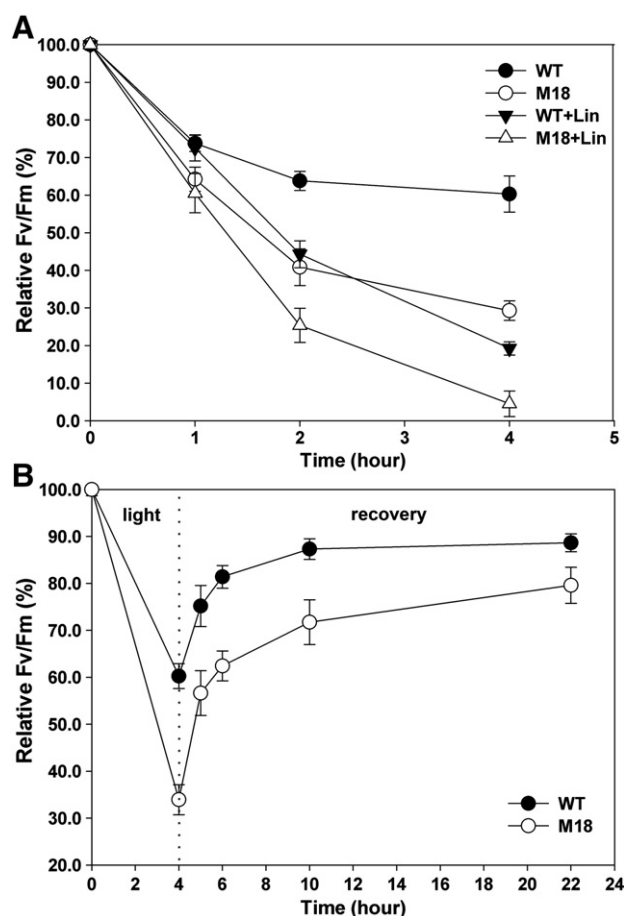 A
Relative Fv/Fm (%)
100.0
90.0
80.0
70.0
60.0
50.0
40.0
30.0
20.0
10.0
0.0
WT
M18
WT+Lin
M18+Lin
0 1 2 3 4 5
Time (hour)
B
Relative Fv/Fm (%)
100.0
90.0
80.0
70.0
60.0
50.0
40.0
30.0
20.0
light recovery
WT
M18
0 2 4 6 8 10 12 14 16 18 20 22 24
Time (hour)